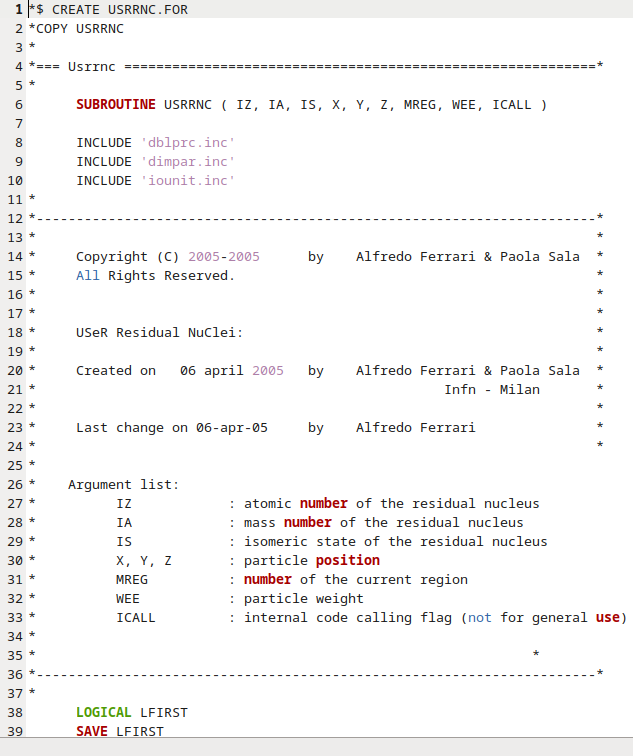 1 *$ CREATE USRRNC.FOR
2 *COPY USRRNC
3 *
4 *=== Usrrnc ===========================================================*
5 *
6       SUBROUTINE USRRNC ( IZ, IA, IS, X, Y, Z, MREG, WEE, ICALL )
7
8       INCLUDE 'dblprc.inc'
9       INCLUDE 'dimpar.inc'
10       INCLUDE 'iounit.inc'
11 *
12 *----------------------------------------------------------------------*
13 *                                                                      *
14 *     Copyright (C) 2005-2005      by    Alfredo Ferrari & Paola Sala  *
15 *     All Rights Reserved.                                             *
16 *                                                                      *
17 *                                                                      *
18 *     USeR Residual NuClei:                                            *
19 *                                                                      *
20 *     Created on   06 april 2005   by    Alfredo Ferrari & Paola Sala  *
21 *                                                   Infn - Milan       *
22 *                                                                      *
23 *     Last change on 06-apr-05     by    Alfredo Ferrari               *
24 *                                                                      *
25 *
26 *    Argument list:
27 *          IZ            : atomic number of the residual nucleus
28 *          IA            : mass number of the residual nucleus
29 *          IS            : isomeric state of the residual nucleus
30 *          X, Y, Z       : particle position
31 *          MREG          : number of the current region
32 *          WEE           : particle weight
33 *          ICALL         : internal code calling flag (not for general use)
34 *
35 *                                                              *
36 *----------------------------------------------------------------------*
37 *
38       LOGICAL LFIRST
39       SAVE LFIRST